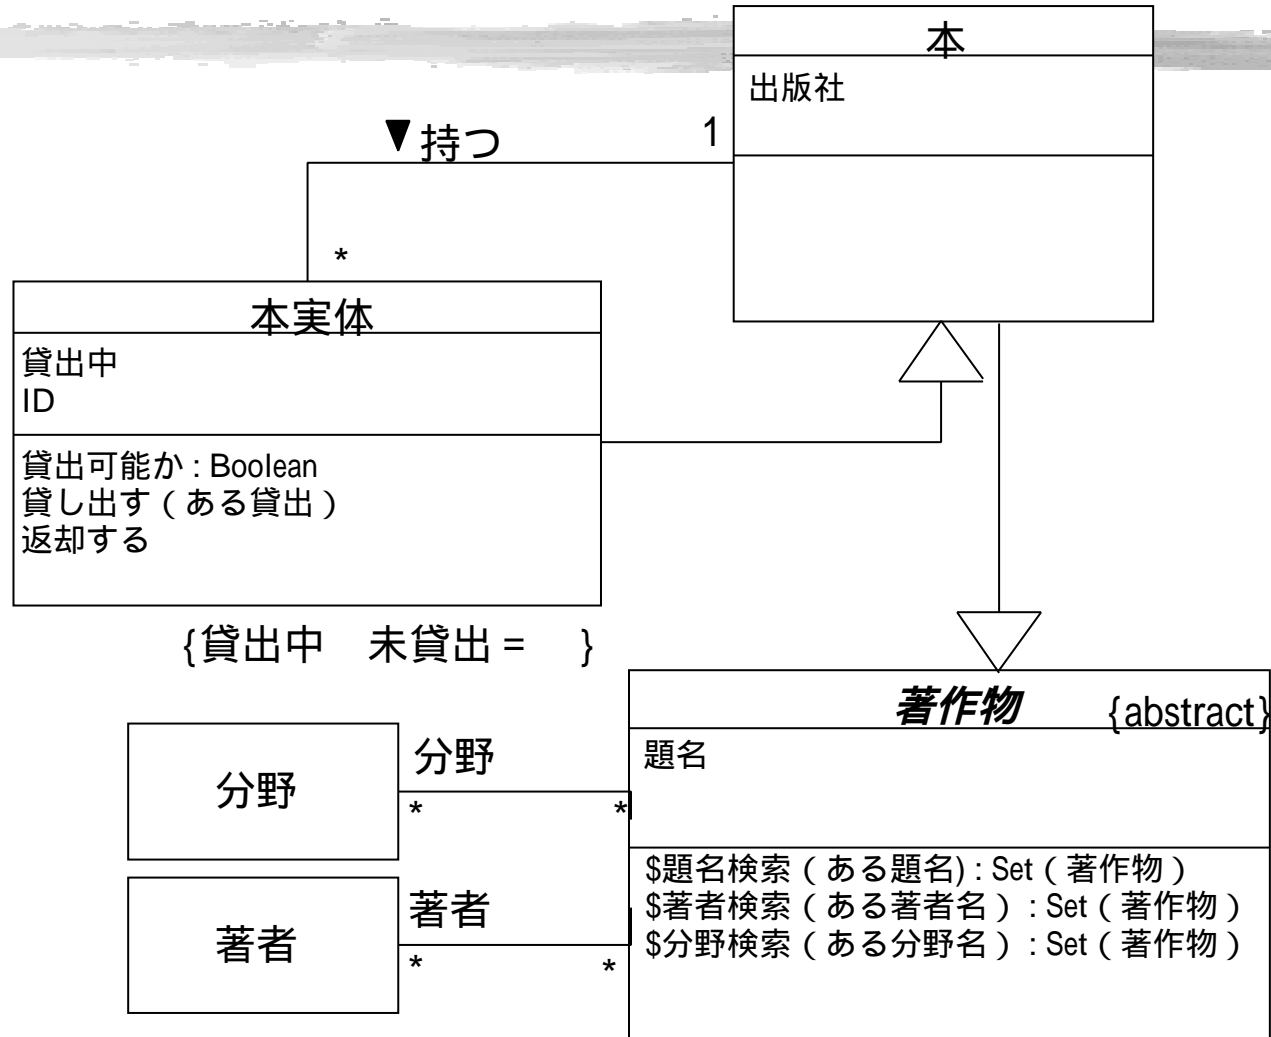 本
出版社
▼持つ
1
*
本実体
貸出中
ID
貸出可能か : Boolean
貸し出す（ある貸出）
返却する
{貸出中　未貸出 =　}
著作物 {abstract}
題名
$題名検索（ある題名) : Set（著作物）
$著者検索（ある著者名）: Set（著作物）
$分野検索（ある分野名）: Set（著作物）
分野
分野
*
*
著者
著者
*
*